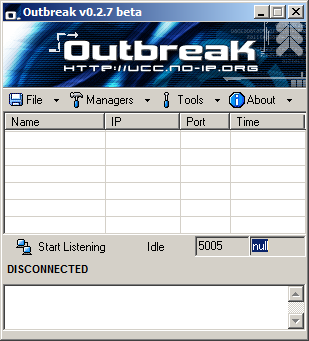 Outbreak v0.2.7 beta
OutbreaK
HTTP://UCC.NO-IP.ORG
File Managers Tools About
Name IP Port Time
Start Listening Idle 5005 null
DISCONNECTED